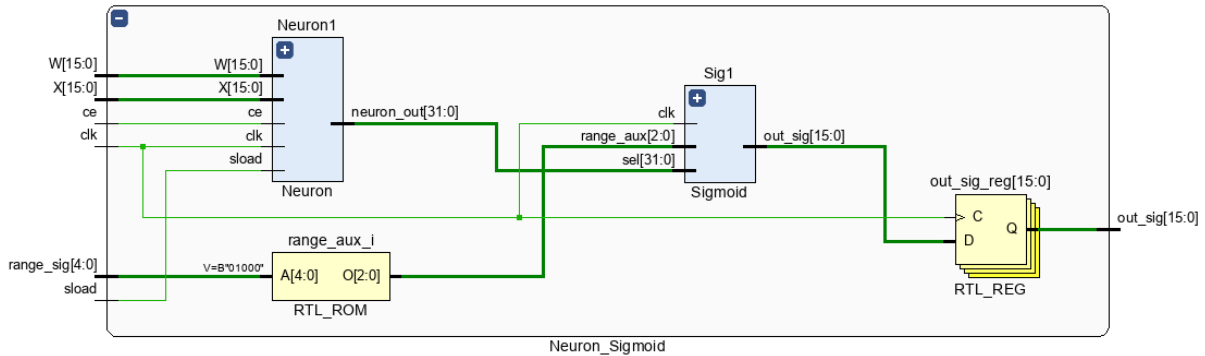 Neuron1
W[15:0]
X[15:0]
ce
clk
W[15:0]
X[15:0]
ce
clk
sload
neuron_out[31:0]
Neuron
Sig1
clk
range_aux[2:0]
sel[31:0]
out_sig[15:0]
Sigmoid
out_sig_reg[15:0]
C
D
Q
RTL_REG
out_sig[15:0]
range_sig[4:0]
sload
range_aux_i
V=B"01000"
A[4:0] O[2:0]
RTL_ROM
Neuron_Sigmoid